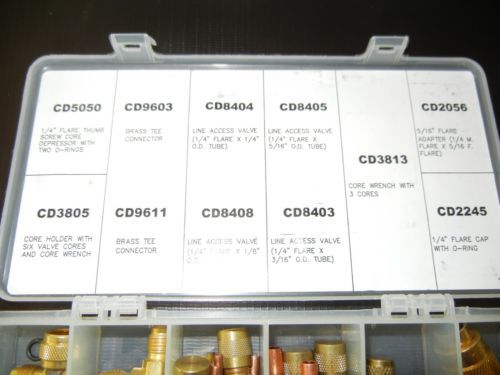 CD5050
1/4" FLARE THUMB
SCREW CORE
DEPRESSOR WITH
TWO O-RINGS
CD9603
BRASS TEE
CONNECTOR
CD8404
LINE ACCESS VALVE
(1/4" FLARE X 1/4"
O.D. TUBE)
CD8405
LINE ACCESS VALVE
(1/4" FLARE X
5/16" O.D. TUBE)
CD3813
CORE WRENCH WITH
3 CORES
CD2056
5/16" FLARE
ADAPTER (1/4 M.
FLARE X 5/16 F.
FLARE)
CD3805
CORE HOLDER WITH
SIX VALVE CORES
AND CORE WRENCH
CD9611
BRASS TEE
CONNECTOR
CD8408
LINE ACCESS VALVE
(1/4" FLARE X 1/8"
O.D.
CD8403
LINE ACCESS VALVE
(1/4" FLARE X
3/16" O.D. TUBE)
CD2245
1/4" FLARE CAP
WITH O-RING